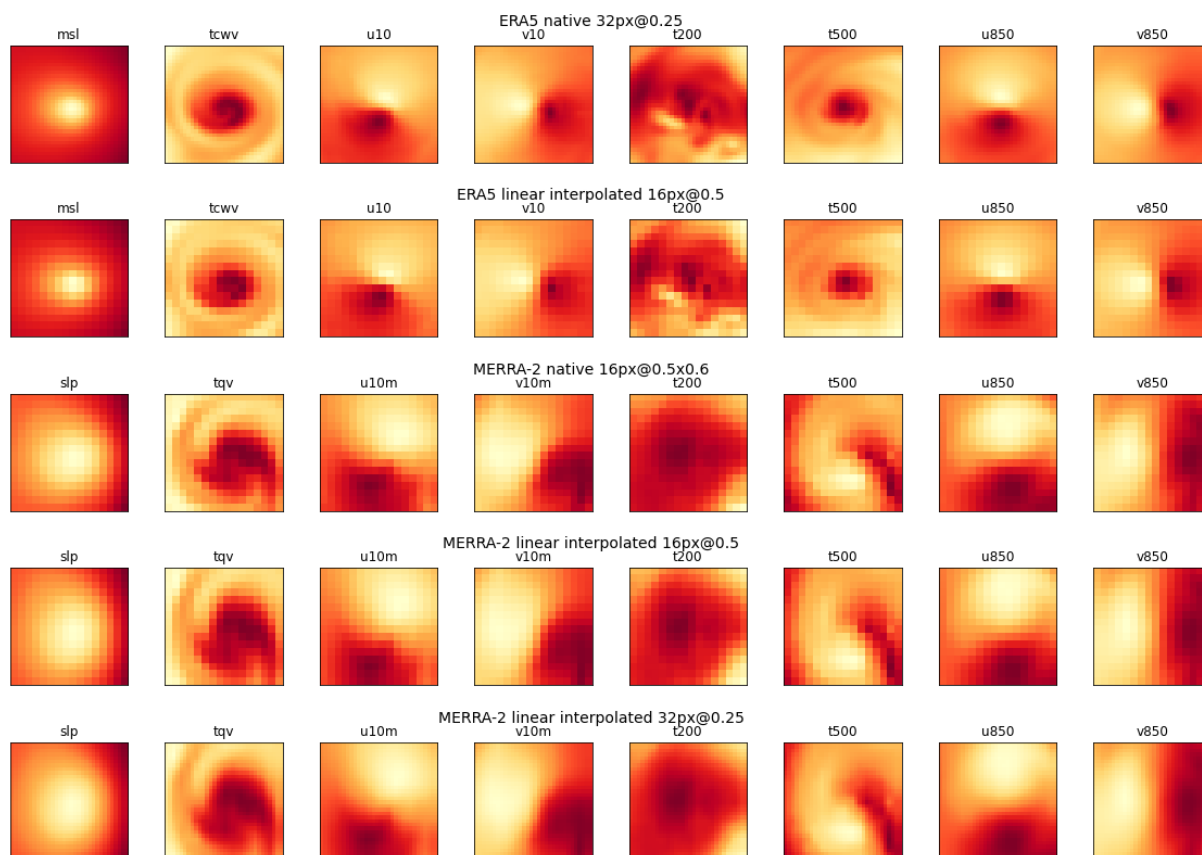 ERA5 native 32px@0.25
msl tcwv u10 v10 t200 t500 u850 v850
ERA5 linear interpolated 16px@0.5
msl tcwv u10 v10 t200 t500 u850 v850
MERRA-2 native 16px@0.5x0.6
slp tqv u10m v10m t200 t500 u850 v850
MERRA-2 linear interpolated 16px@0.5
slp tqv u10m v10m t200 t500 u850 v850
MERRA-2 linear interpolated 32px@0.25
slp tqv u10m v10m t200 t500 u850 v850